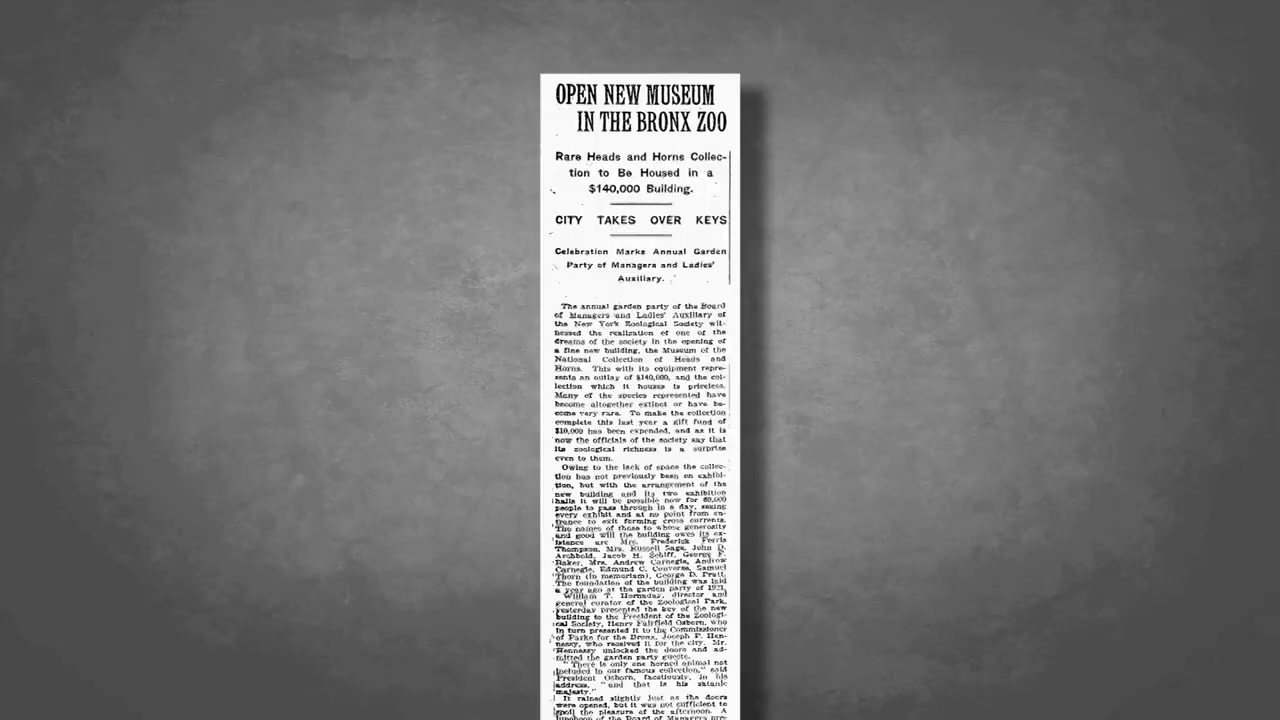 OPEN NEW MUSEUM
IN THE BRONX ZOO
Rare Heads and Horns Collec-
tion to Be Housed in a
$140,000 Building.
CITY TAKES OVER KEYS
Celebration Marks Annual Garden
Party of Managers and Ladies'
Auxiliary.
The annual garden party of the Board
of Managers and Ladies' Auxiliary of
the New York Zoological Society wit-
nessed the realization of one of the
dreams of the society in the opening of
a fine new building, the Museum of the
National Collection of Heads and
Horns. This with its equipment repre-
sents an outlay of $140,000, and the col-
lection which it houses is priceless.
Many of the species represented have
become altogether extinct or have be-
come very rare. To make the collection
complete this last year a gift fund of
$10,000 has been expended, and as it is
now the officials of the society say that
its zoological richness is a surprise
even to them.
Owing to the lack of space the collec-
tion has not previously been on exhibi-
tion, but with the arrangement of the
new building and its two exhibition
halls it will be possible now for 60,000
people to pass through in a day, seeing
every exhibit and at no point from en-
trance to exit forming cross currents.
The names of those to whose generosity
and good will the building owes its ex-
istence are Mrs. Frederick Ferris
Thompson, Mrs. Russell Sage, John D.
Archbold, Jacob H. Schiff, George F.
Baker, Mrs. Andrew Carnegie, Andrew
Carnegie, Edmund C. Converse, Samuel
Thorn (in memoriam), George D. Pratt.
The foundation of the building was laid
a year ago at the garden party of 1921.
William T. Hornaday, director and
general curator of the Zoological Park,
yesterday presented the key of the new
building to the President of the Zoologi-
cal Society, Henry Fairfield Osborn, who
in turn presented it to the Commissioner
of Parks for the Bronx, Joseph P. Hen-
nessy, who received it for the city. Mr.
Hennessy unlocked the doors and ad-
mitted the garden party guests.
"There is only one horned animal not
included in our famous collection," said
President Osborn, facetiously, in his
address, "and that is his satanic
majesty."
It rained slightly just as the doors
were opened, but it was not sufficient to
spoil the pleasure of the afternoon. A
luncheon of the Board of Managers pre-